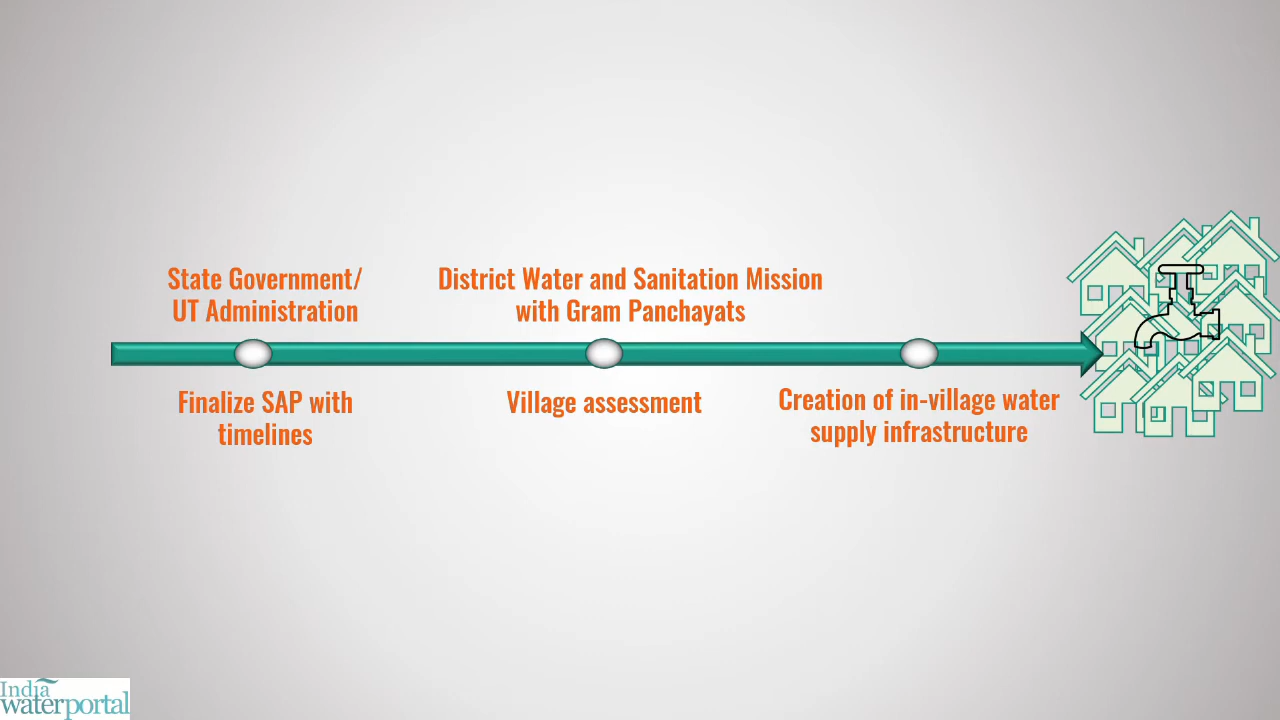 State Government/
UT Administration
District Water and Sanitation Mission
with Gram Panchayats
Finalize SAP with
timelines
Village assessment
Creation of in-village water
supply infrastructure
India
waterportal